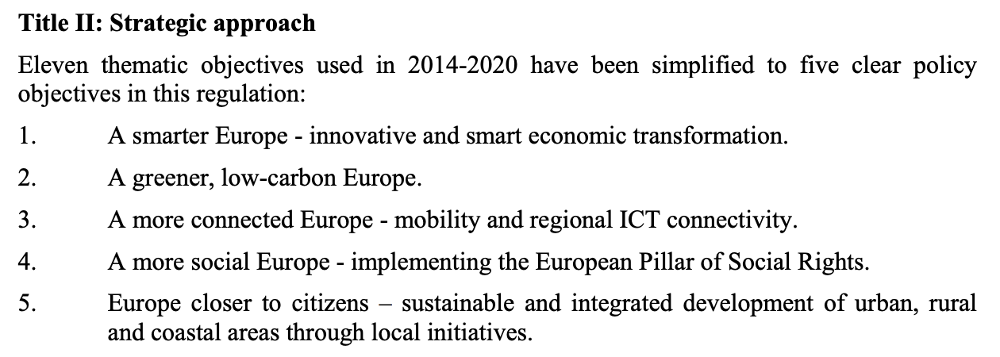 Title II: Strategic approach
Eleven thematic objectives used in 2014-2020 have been simplified to five clear policy
objectives in this regulation:
1. A smarter Europe - innovative and smart economic transformation.
2. A greener, low-carbon Europe.
3. A more connected Europe - mobility and regional ICT connectivity.
4. A more social Europe - implementing the European Pillar of Social Rights.
5. Europe closer to citizens – sustainable and integrated development of urban, rural
and coastal areas through local initiatives.